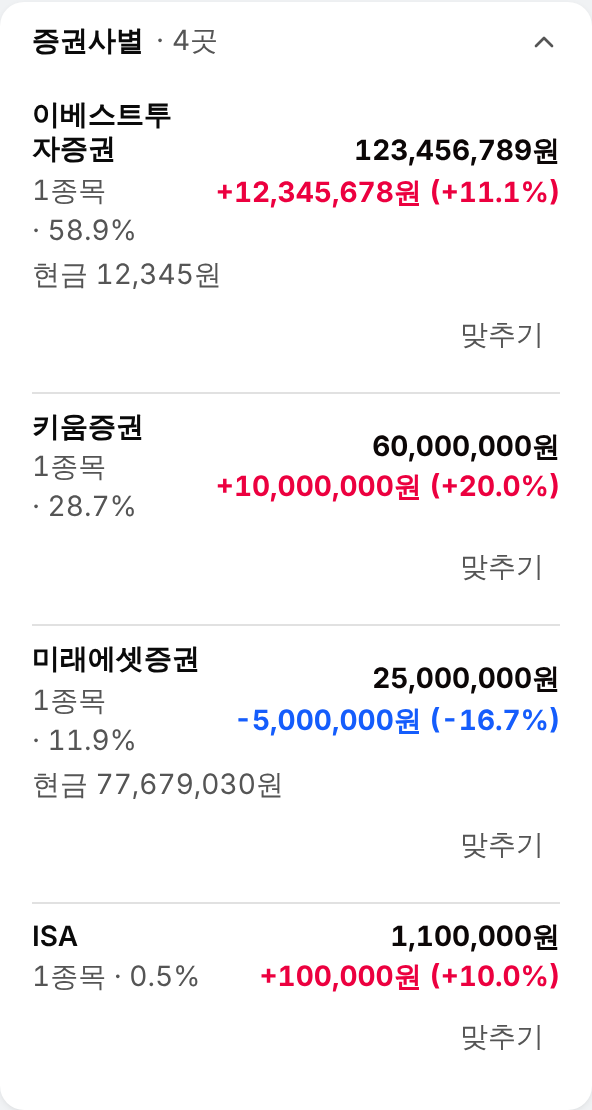 증권사별 · 4곳
이베스트투
자증권
123,456,789원
1종목
+12,345,678원 (+11.1%)
· 58.9%
현금 12,345원
맞추기
키움증권
60,000,000원
1종목
+10,000,000원 (+20.0%)
· 28.7%
맞추기
미래에셋증권
25,000,000원
1종목
-5,000,000원 (-16.7%)
· 11.9%
현금 77,679,030원
맞추기
ISA
1,100,000원
1종목 · 0.5%
+100,000원 (+10.0%)
맞추기